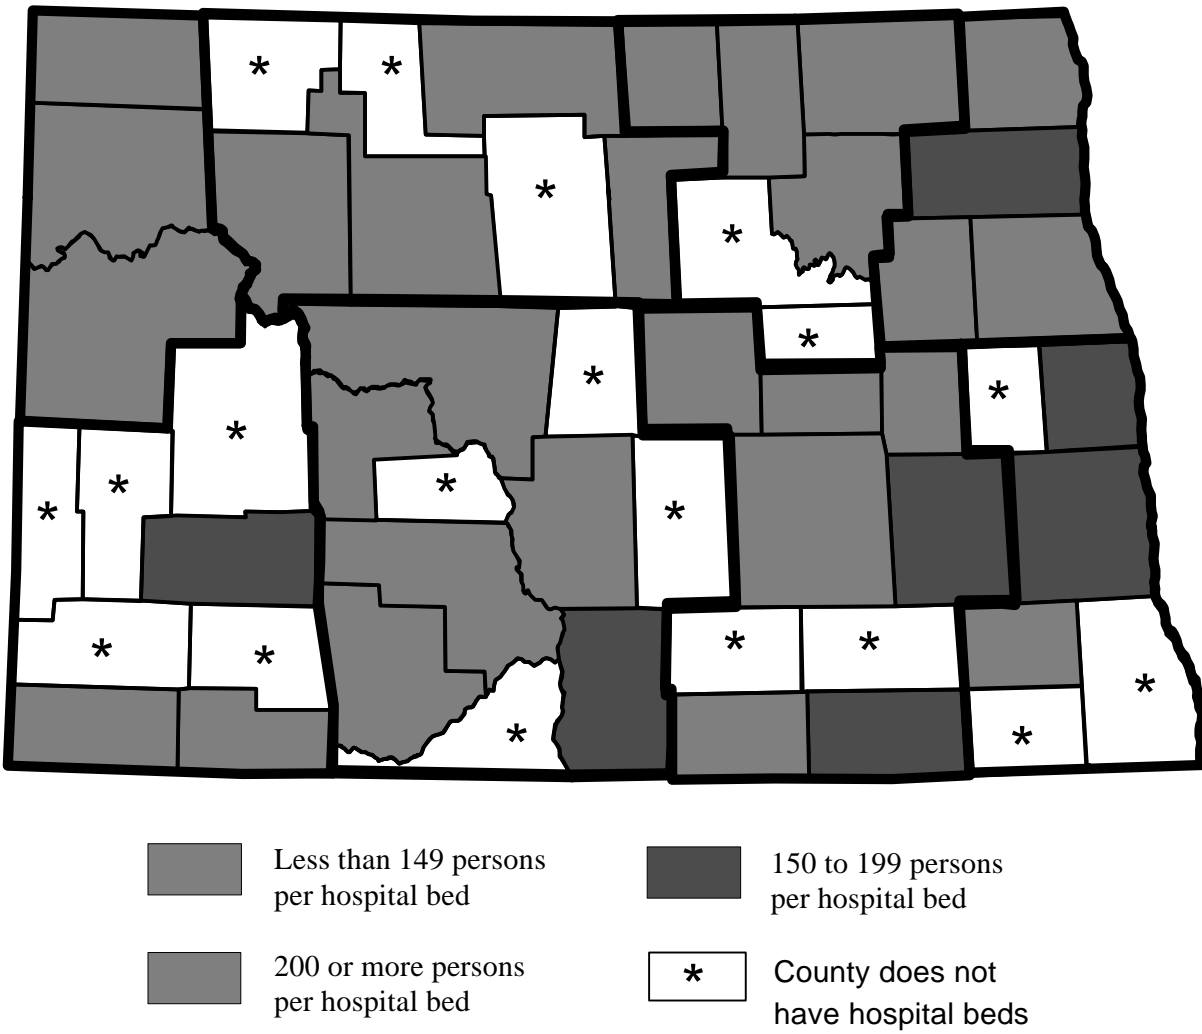 * *
*
*
*
*
*
*
*
*
*
*
*
* *
* *
*
* *
Less than 149 persons
per hospital bed
150 to 199 persons
per hospital bed
200 or more persons
per hospital bed
* County does not
have hospital beds